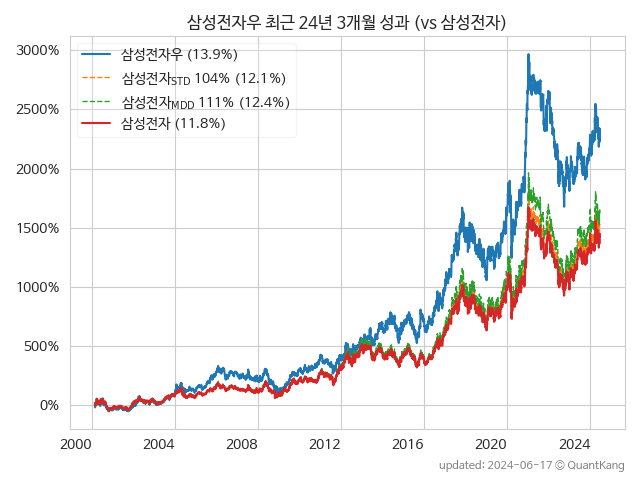 삼성전자우 최근 24년 3개월 성과 (vs 삼성전자)
3000%
2500%
2000%
1500%
1000%
500%
0%
삼성전자우 (13.9%)
삼성전자STD 104% (12.1%)
삼성전자MDD 111% (12.4%)
삼성전자 (11.8%)
2000 2004 2008 2012 2016 2020 2024
updated: 2024-06-17 © QuantKang